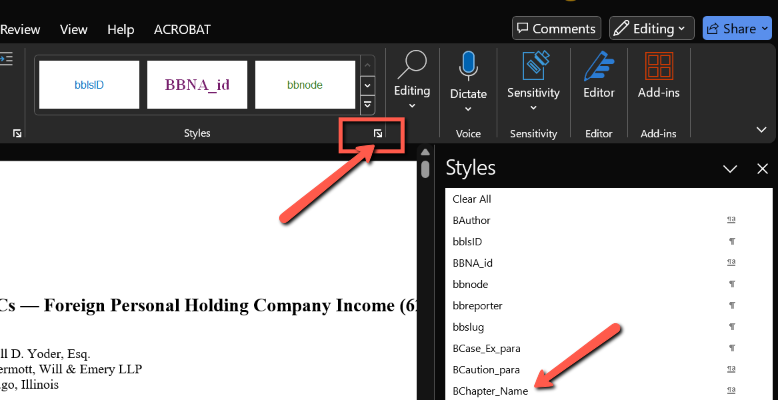 Review View Help ACROBAT Comments Editing Share
bblsID BBNA_id bbnode
Editing Dictate Sensitivity Editor Add-ins
Styles Voice Sensitivity Editor Add-ins
Styles
Clear All
BAuthor
bblsID
BBNA_id
bbnode
bbreporter
bbslug
BCase_Ex_para
BCaution_para
BChapter_Name
Cs — Foreign Personal Holding Company Income (6
ll D. Yoder, Esq.
ermott, Will & Emery LLP
go, Illinois